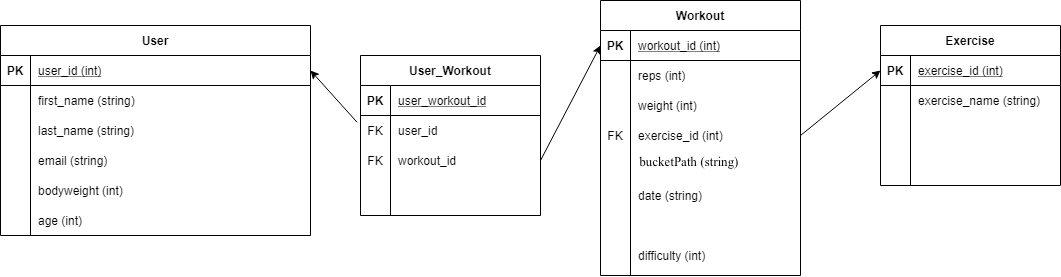 User
PK user_id (int)
first_name (string)
last_name (string)
email (string)
bodyweight (int)
age (int)
User_Workout
PK user_workout_id
FK user_id
FK workout_id
Workout
PK workout_id (int)
reps (int)
weight (int)
FK exercise_id (int)
bucketPath (string)
date (string)
difficulty (int)
Exercise
PK exercise_id (int)
exercise_name (string)